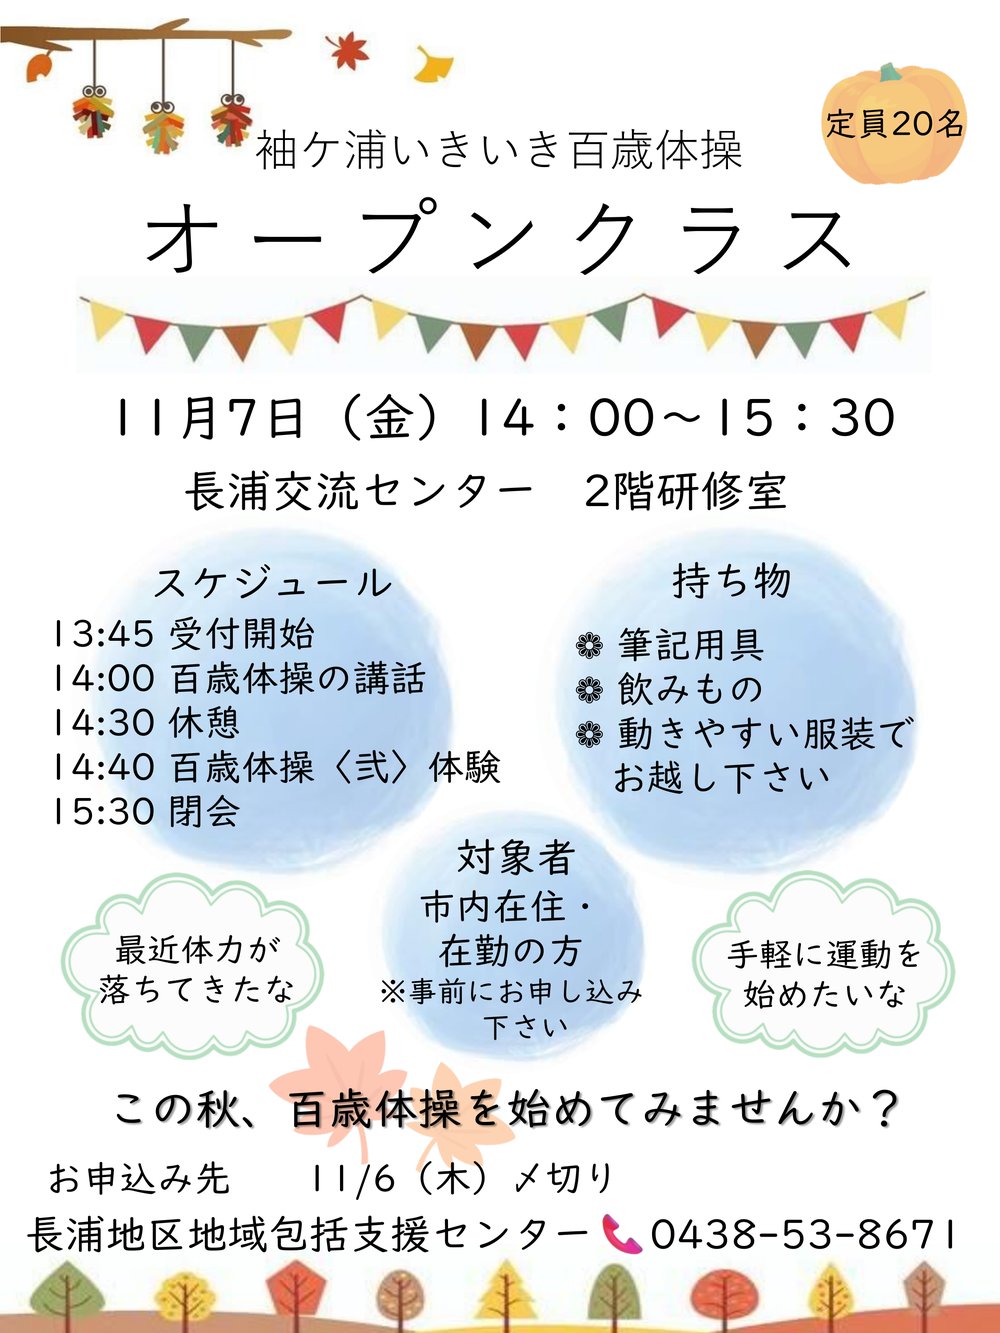 定員20名
袖ケ浦いきいき百歳体操
オープンクラス
11月7日（金）14：00～15：30
長浦交流センター　2階研修室
スケジュール
13:45 受付開始
14:00 百歳体操の講話
14:30 休憩
14:40 百歳体操〈弐〉体験
15:30 閉会
持ち物
❁ 筆記用具
❁ 飲みもの
❁ 動きやすい服装で
お越し下さい
対象者
市内在住・
在勤の方
※事前にお申し込み
下さい
最近体力が
落ちてきたな
手軽に運動を
始めたいな
この秋、百歳体操を始めてみませんか？
お申込み先　　11/6（木）〆切り
長浦地区地域包括支援センター📞0438-53-8671